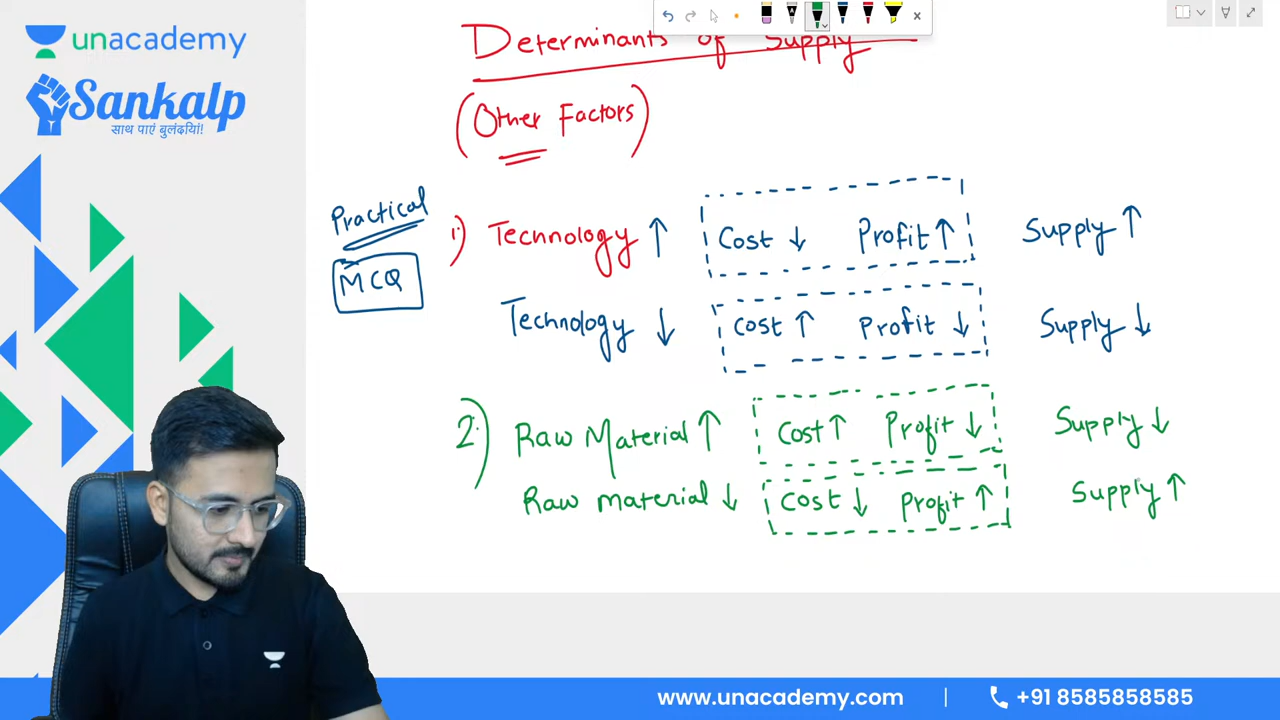 unacademy
Sankalp
साथ पाएं बुलंदियां!
Determinants of Supply
(Other Factors)
Practical
MCQ
1) Technology ↑ Cost ↓ Profit ↑ Supply ↑
Technology ↓ Cost ↑ Profit ↓ Supply ↓
2) Raw Material ↑ Cost ↑ Profit ↓ Supply ↓
Raw material ↓ Cost ↓ Profit ↑ Supply ↑
www.unacademy.com | +91 8585858585